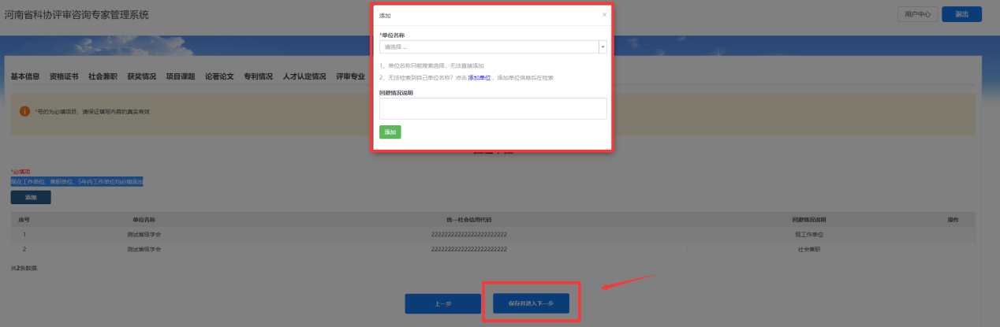 河南省科协评审咨询专家管理系统
用户中心 退出
添加 ×
*单位名称
请选择 ...
1、单位名称只能搜索选择，无法直接添加
2、无法检索到自己单位名称？点击 添加单位 ，添加单位信息后在检索
回避情况说明
添加
基本信息 资格证书 社会兼职 获奖情况 项目课题 论著论文 专利情况 人才认定情况 评审专业
*号的为必填项目，请保证填写内容的真实有效
*必填项
现在工作单位、兼职单位、5年内工作单位均必填添加
添加
序号 单位名称 统一社会信用代码 回避情况说明 操作
1 测试省级学会 22222222222222222222222 现工作单位
2 测试省级学会 22222222222222222222222 社会兼职
共2条数据.
上一步 保存并进入下一步